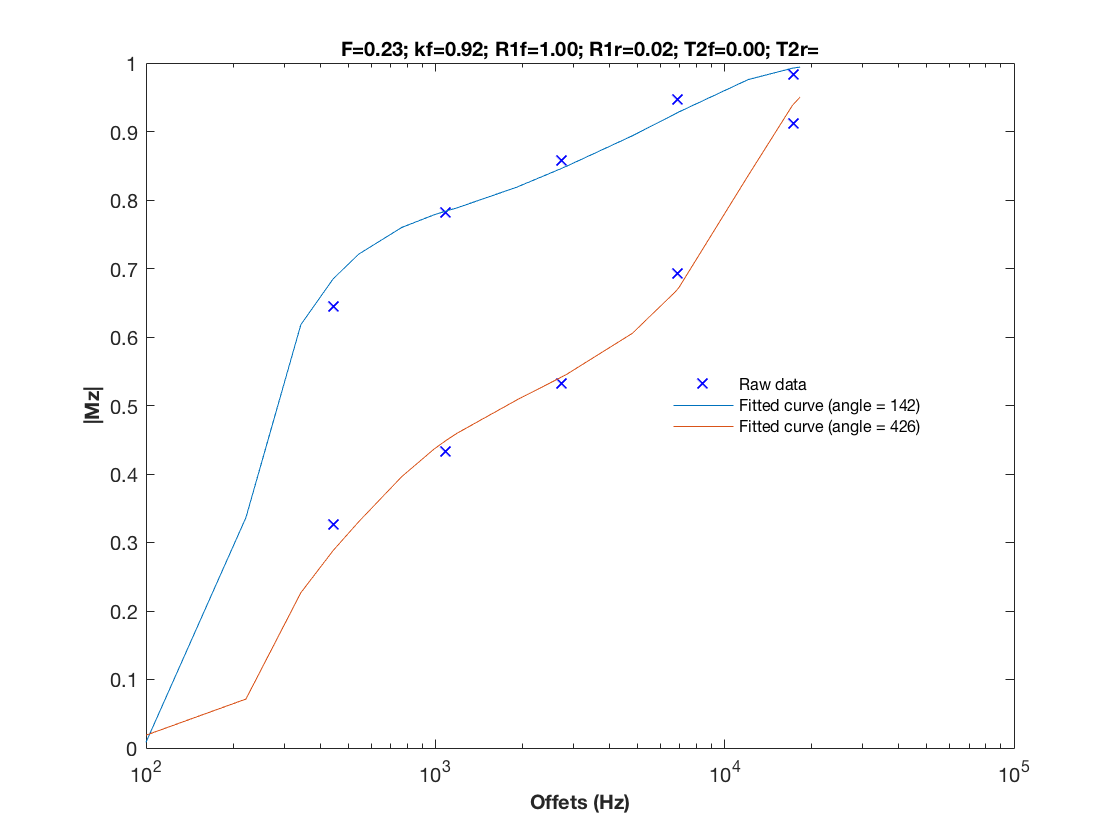 F=0.23; kf=0.92; R1f=1.00; R1r=0.02; T2f=0.00; T2r=
1
0.9
0.8
0.7
0.6
0.5
0.4
0.3
0.2
0.1
0
|Mz|
Raw data
Fitted curve (angle = 142)
Fitted curve (angle = 426)
10^2 10^3 10^4 10^5
Offets (Hz)